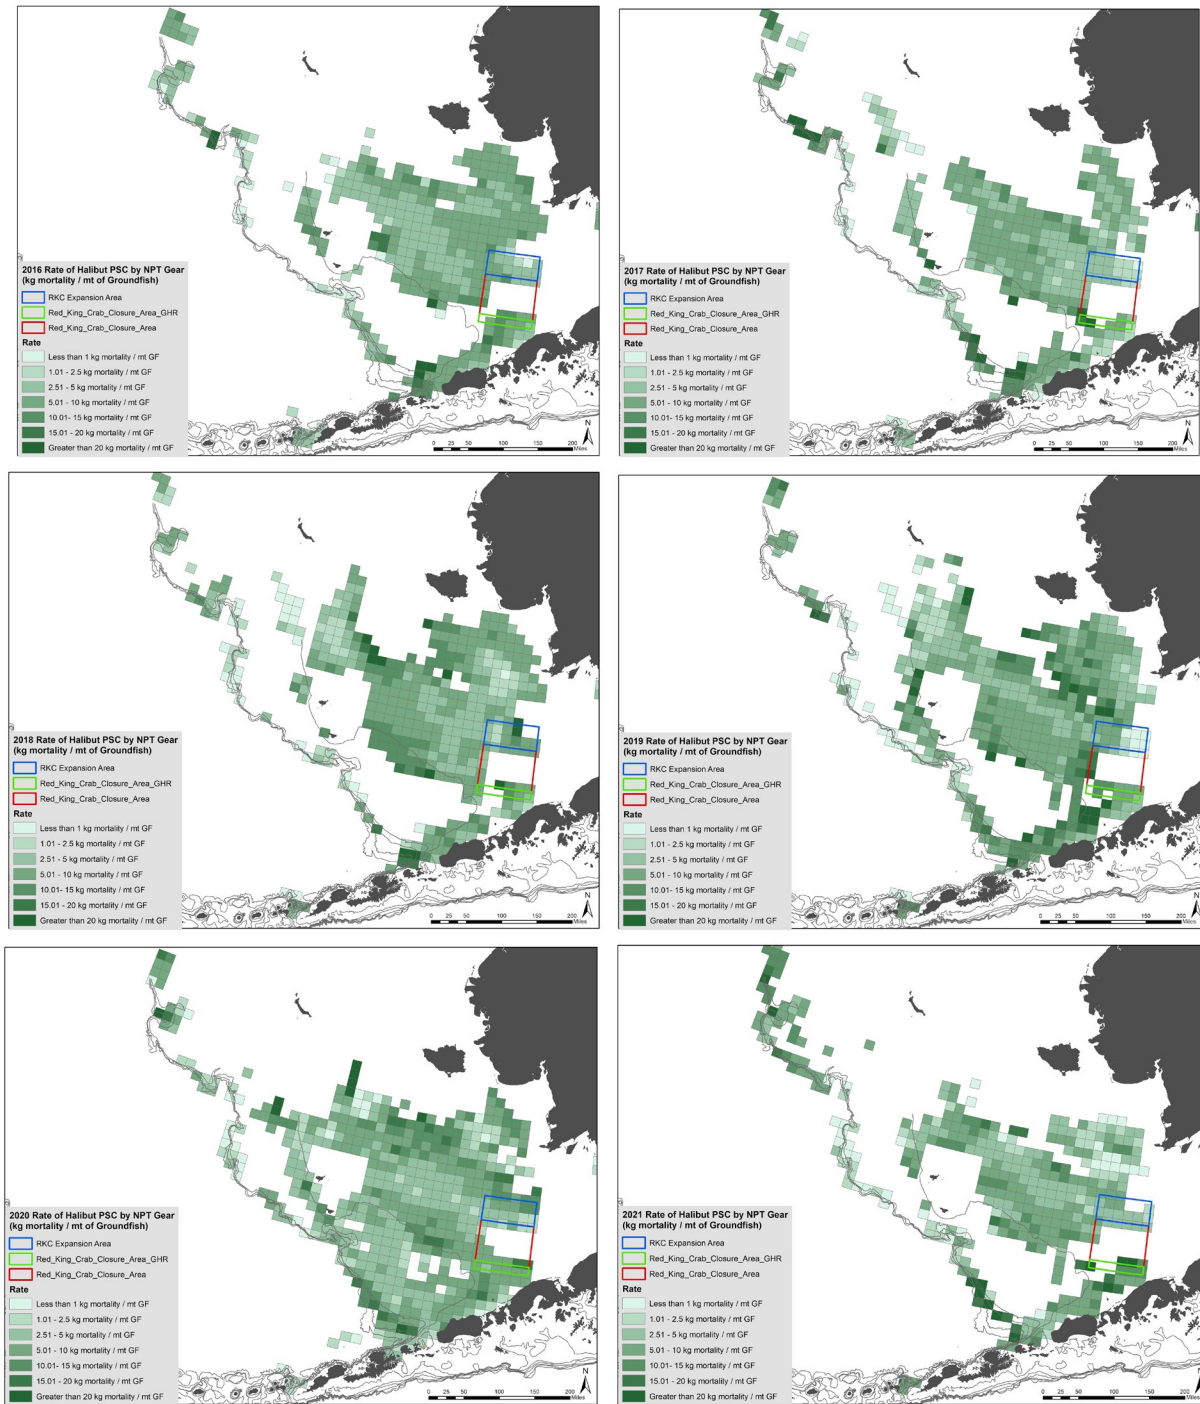 2016 Rate of Halibut PSC by NPT Gear
(kg mortality / mt of Groundfish)
RKC Expansion Area
Red_King_Crab_Closure_Area_GHR
Red_King_Crab_Closure_Area
Rate
Less than 1 kg mortality / mt GF
1.01 - 2.5 kg mortality / mt GF
2.51 - 5 kg mortality / mt GF
5.01 - 10 kg mortality / mt GF
10.01- 15 kg mortality / mt GF
15.01 - 20 kg mortality / mt GF
Greater than 20 kg mortality / mt GF
N
0 50 100 150 200
Miles
2017 Rate of Halibut PSC by NPT Gear
(kg mortality / mt of Groundfish)
RKC Expansion Area
Red_King_Crab_Closure_Area_GHR
Red_King_Crab_Closure_Area
Rate
Less than 1 kg mortality / mt GF
1.01 - 2.5 kg mortality / mt GF
2.51 - 5 kg mortality / mt GF
5.01 - 10 kg mortality / mt GF
10.01- 15 kg mortality / mt GF
15.01 - 20 kg mortality / mt GF
Greater than 20 kg mortality / mt GF
N
0 50 100 150 200
Miles
2018 Rate of Halibut PSC by NPT Gear
(kg mortality / mt of Groundfish)
RKC Expansion Area
Red_King_Crab_Closure_Area_GHR
Red_King_Crab_Closure_Area
Rate
Less than 1 kg mortality / mt GF
1.01 - 2.5 kg mortality / mt GF
2.51 - 5 kg mortality / mt GF
5.01 - 10 kg mortality / mt GF
10.01- 15 kg mortality / mt GF
15.01 - 20 kg mortality / mt GF
Greater than 20 kg mortality / mt GF
N
0 50 100 150 200
Miles
2019 Rate of Halibut PSC by NPT Gear
(kg mortality / mt of Groundfish)
RKC Expansion Area
Red_King_Crab_Closure_Area_GHR
Red_King_Crab_Closure_Area
Rate
Less than 1 kg mortality / mt GF
1.01 - 2.5 kg mortality / mt GF
2.51 - 5 kg mortality / mt GF
5.01 - 10 kg mortality / mt GF
10.01- 15 kg mortality / mt GF
15.01 - 20 kg mortality / mt GF
Greater than 20 kg mortality / mt GF
N
0 50 100 150 200
Miles
2020 Rate of Halibut PSC by NPT Gear
(kg mortality / mt of Groundfish)
RKC Expansion Area
Red_King_Crab_Closure_Area_GHR
Red_King_Crab_Closure_Area
Rate
Less than 1 kg mortality / mt GF
1.01 - 2.5 kg mortality / mt GF
2.51 - 5 kg mortality / mt GF
5.01 - 10 kg mortality / mt GF
10.01- 15 kg mortality / mt GF
15.01 - 20 kg mortality / mt GF
Greater than 20 kg mortality / mt GF
N
0 50 100 150 200
Miles
2021 Rate of Halibut PSC by NPT Gear
(kg mortality / mt of Groundfish)
RKC Expansion Area
Red_King_Crab_Closure_Area_GHR
Red_King_Crab_Closure_Area
Rate
Less than 1 kg mortality / mt GF
1.01 - 2.5 kg mortality / mt GF
2.51 - 5 kg mortality / mt GF
5.01 - 10 kg mortality / mt GF
10.01- 15 kg mortality / mt GF
15.01 - 20 kg mortality / mt GF
Greater than 20 kg mortality / mt GF
N
0 50 100 150 200
Miles